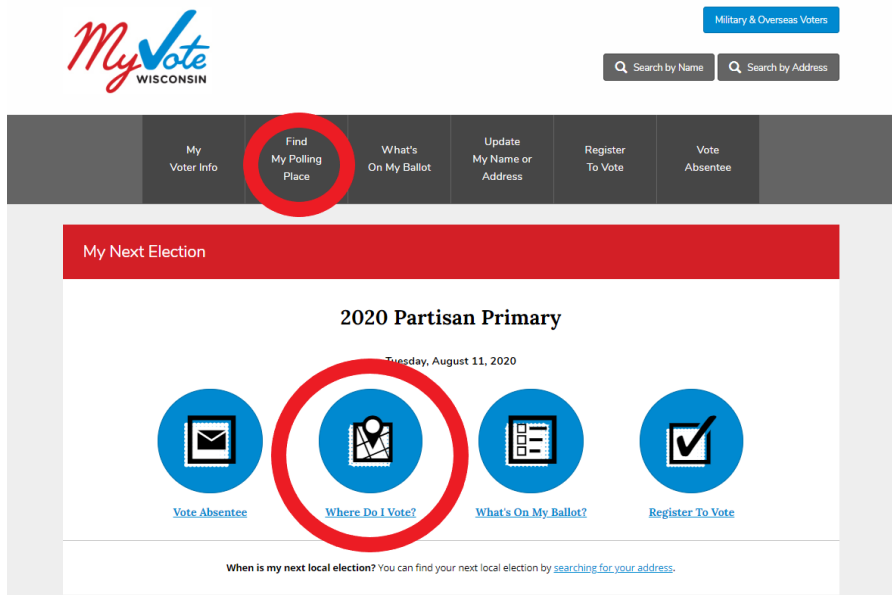 Military & Overseas Voters
MyVote
WISCONSIN
Search by Name
Search by Address
My
Voter Info
Find
My Polling
Place
What's
On My Ballot
Update
My Name or
Address
Register
To Vote
Vote
Absentee
My Next Election
2020 Partisan Primary
Tuesday, August 11, 2020
Vote Absentee
Where Do I Vote?
What's On My Ballot?
Register To Vote
When is my next local election? You can find your next local election by searching for your address.